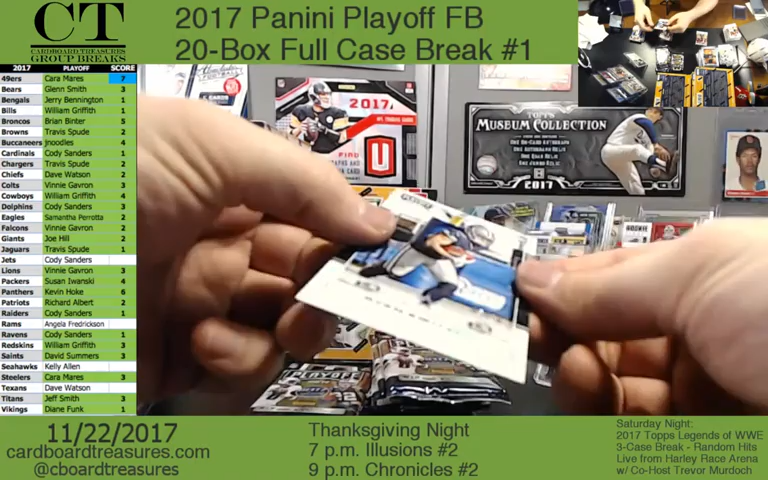 CT
CARDBOARD TREASURES
GROUP BREAKS
2017 Panini Playoff FB
20-Box Full Case Break #1
2017 PLAYOFF SCORE
49ers Cara Mares 7
Bears Glenn Smith 3
Bengals Jerry Bennington 1
Bills William Griffith 1
Broncos Brian Binter 5
Browns Travis Spude 2
Buccaneers Jnoodles 4
Cardinals Cody Sanders 1
Chargers Travis Spude 2
Chiefs Dave Watson 2
Colts Vinnie Gavron 3
Cowboys William Griffith 4
Dolphins Cody Sanders 3
Eagles Samantha Perrotta 2
Falcons Vinnie Gavron 2
Giants Joe Hill 2
Jaguars Travis Spude 1
Jets Cody Sanders
Lions Vinnie Gavron 3
Packers Susan Iwanski 4
Panthers Kevin Hoke 6
Patriots Richard Albert 2
Raiders Cody Sanders 1
Rams Angela Fredrickson
Ravens Cody Sanders 1
Redskins William Griffith 3
Saints David Summers 3
Seahawks Kelly Allen
Steelers Cara Mares 3
Texans Dave Watson
Titans Jeff Smith 3
Vikings Diane Funk 1
2017
TOPPS
MUSEUM COLLECTION
2017
ROOKIE
PLAYOFF
11/22/2017
cardboardtreasures.com
@cboardtreasures
Thanksgiving Night
7 p.m. Illusions #2
9 p.m. Chronicles #2
Saturday Night:
2017 Topps Legends of WWE
3-Case Break - Random Hits
Live from Harley Race Arena
w/ Co-Host Trevor Murdoch